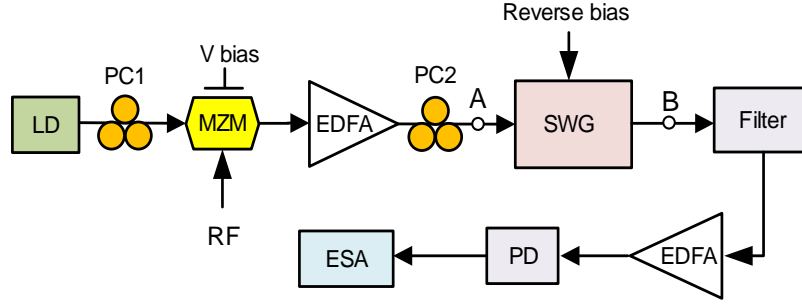 Reverse bias
V bias
PC1
PC2
A
B
LD
MZM
EDFA
SWG
Filter
RF
ESA
PD
EDFA